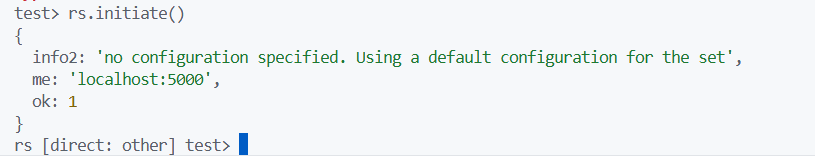 test> rs.initiate()
{
  info2: 'no configuration specified. Using a default configuration for the set',
  me: 'localhost:5000',
  ok: 1
}
rs [direct: other] test>